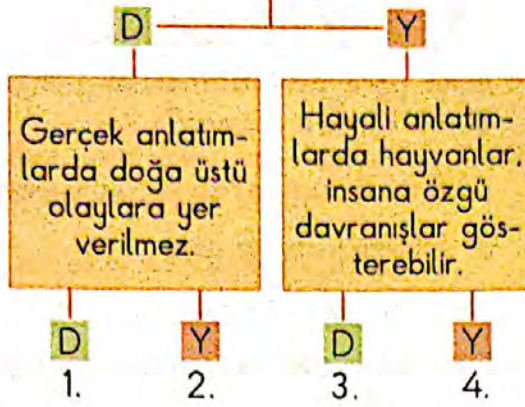 D
Y
Gerçek anlatım-
larda doğa üstü
olaylara yer
verilmez.
Hayali anlatım-
larda hayvanlar,
insana özgü
davranışlar gös-
terebilir.
D
Y
D
Y
1.
2.
3.
4.